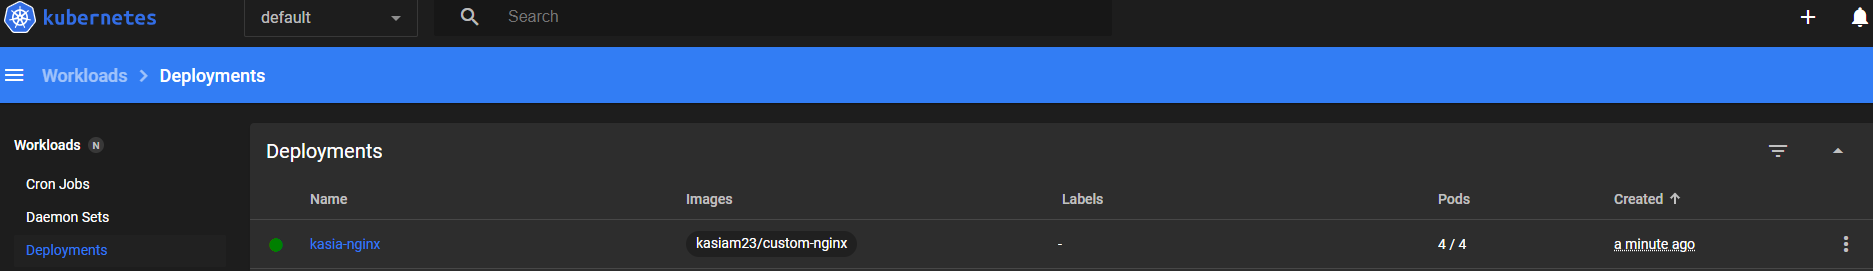 kubernetes
default
Search
Workloads
Deployments
Workloads N
Cron Jobs
Daemon Sets
Deployments
Deployments
Name Images Labels Pods Created
kasia-nginx kasiam23/custom-nginx - 4 / 4 a minute ago